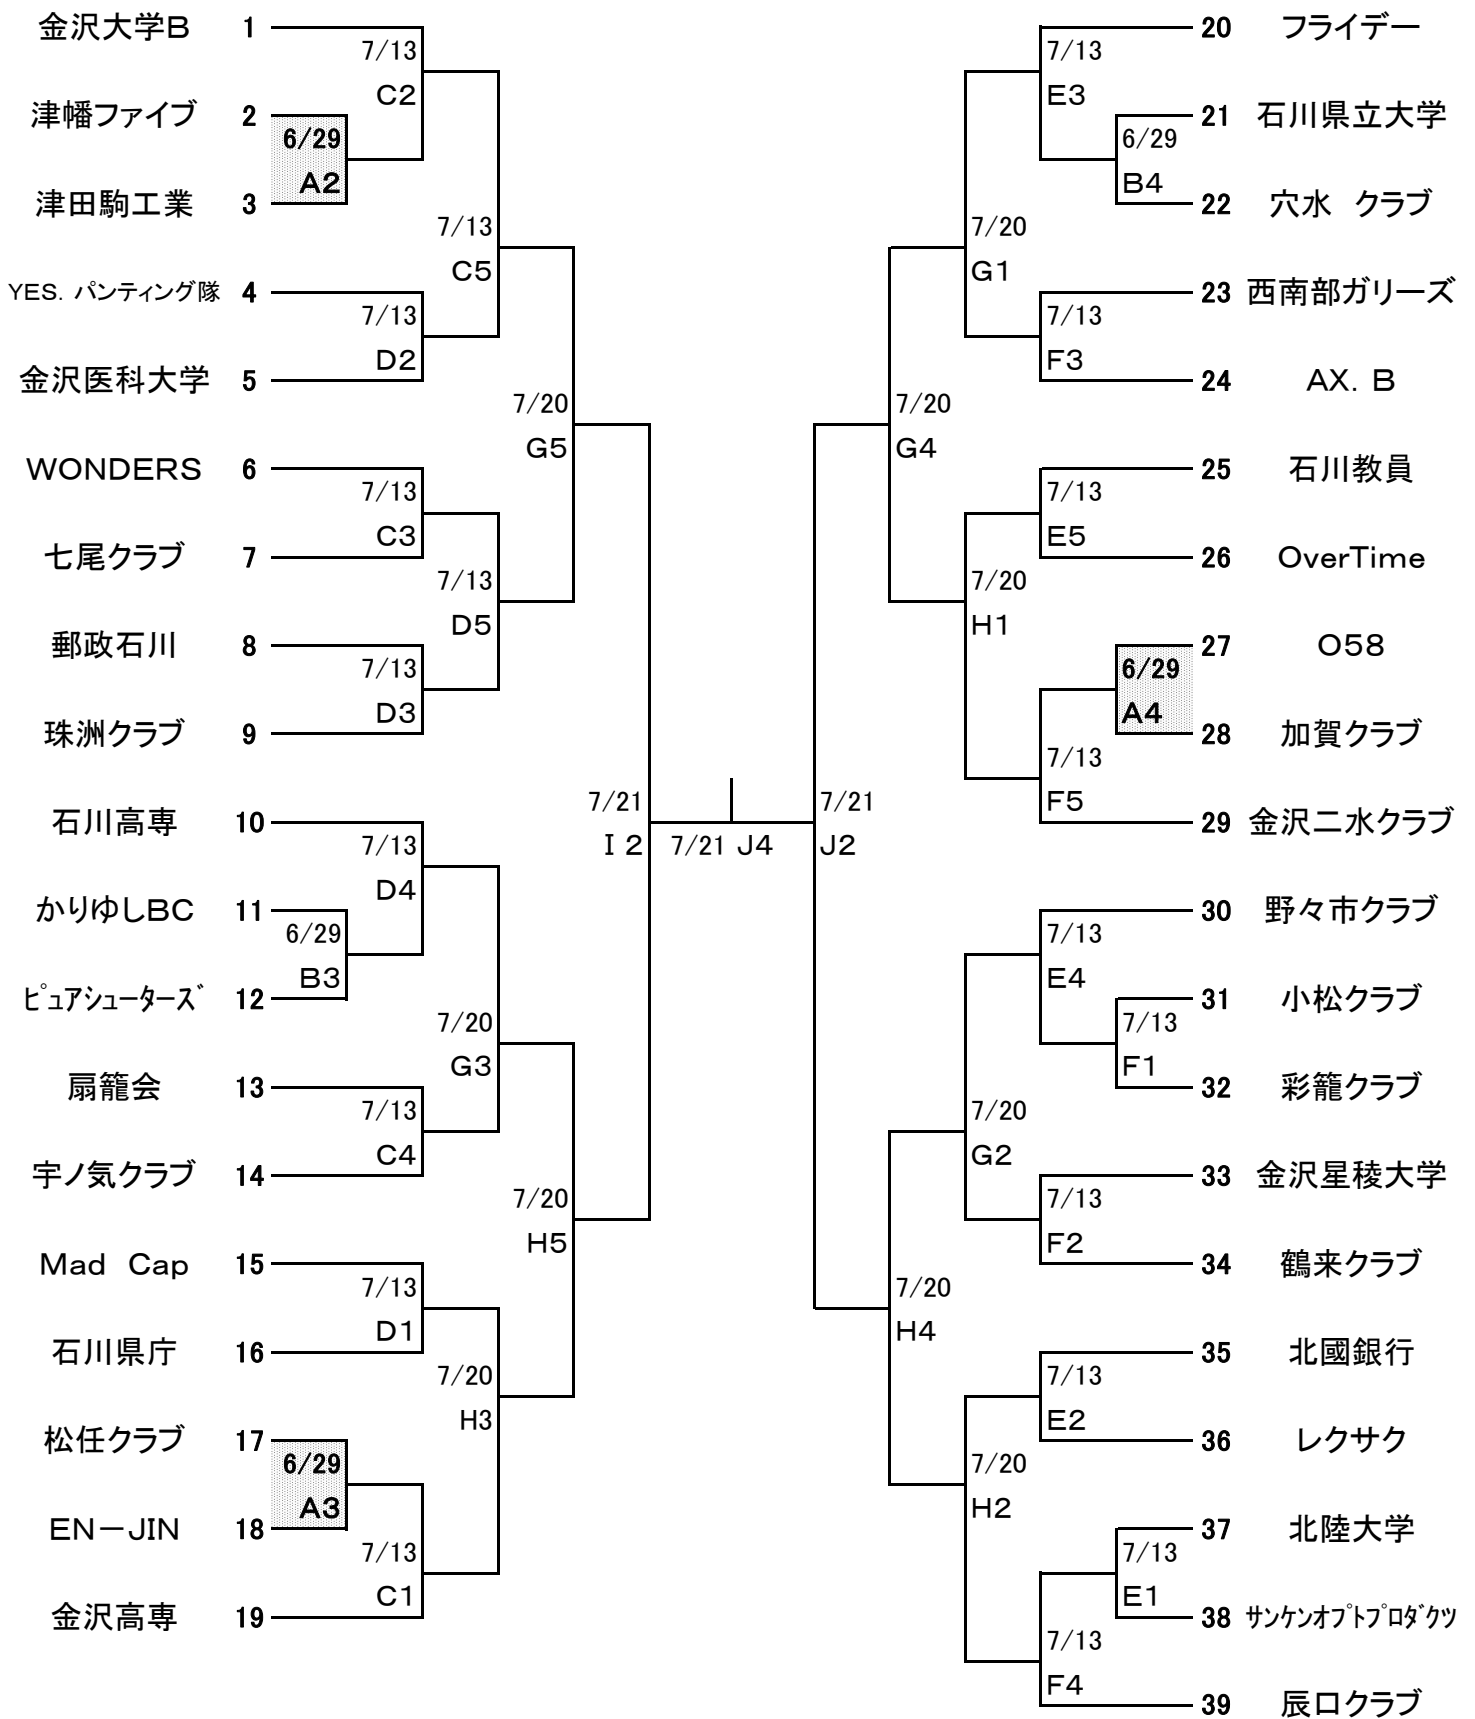 金沢大学B 1
7/13
C2
津幡ファイブ 2
6/29
A2
津田駒工業 3
7/13
C5
YES. パンティング隊 4
7/13
D2
金沢医科大学 5
7/20
G5
WONDERS 6
7/13
C3
七尾クラブ 7
7/13
D5
郵政石川 8
7/13
D3
珠洲クラブ 9
7/21
I 2
石川高専 10
7/13
D4
かりゆしBC 11
6/29
B3
ピュアシューターズ 12
7/20
G3
扇籠会 13
7/13
C4
宇ノ気クラブ 14
7/20
H5
Mad Cap 15
7/13
D1
石川県庁 16
7/20
H3
松任クラブ 17
6/29
A3
EN-JIN 18
7/13
C1
金沢高専 19
7/21 J4
20 フライデー
7/13
E3
21 石川県立大学
6/29
B4
22 穴水 クラブ
7/20
G1
23 西南部ガリーズ
7/13
F3
24 AX. B
7/20
G4
25 石川教員
7/13
E5
26 OverTime
7/20
H1
27 O58
6/29
A4
28 加賀クラブ
7/13
F5
29 金沢二水クラブ
7/21
J2
30 野々市クラブ
7/13
E4
31 小松クラブ
7/13
F1
32 彩籠クラブ
7/20
G2
33 金沢星稜大学
7/13
F2
34 鶴来クラブ
7/20
H4
35 北國銀行
7/13
E2
36 レクサク
7/20
H2
37 北陸大学
7/13
E1
38 サンケンオプトプロダクツ
7/13
F4
39 辰口クラブ